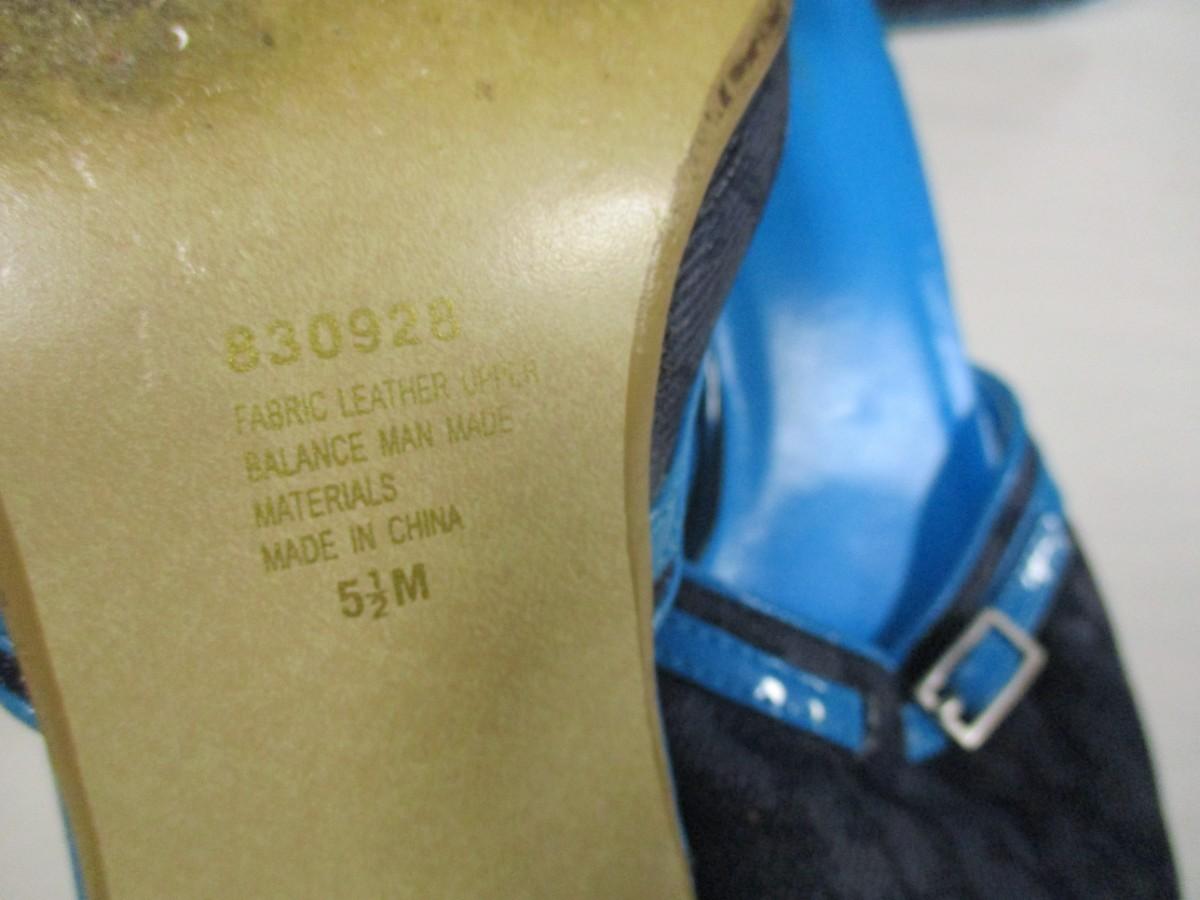 830928
FABRIC LEATHER UPPER
BALANCE MAN MADE
MATERIALS
MADE IN CHINA
5½M